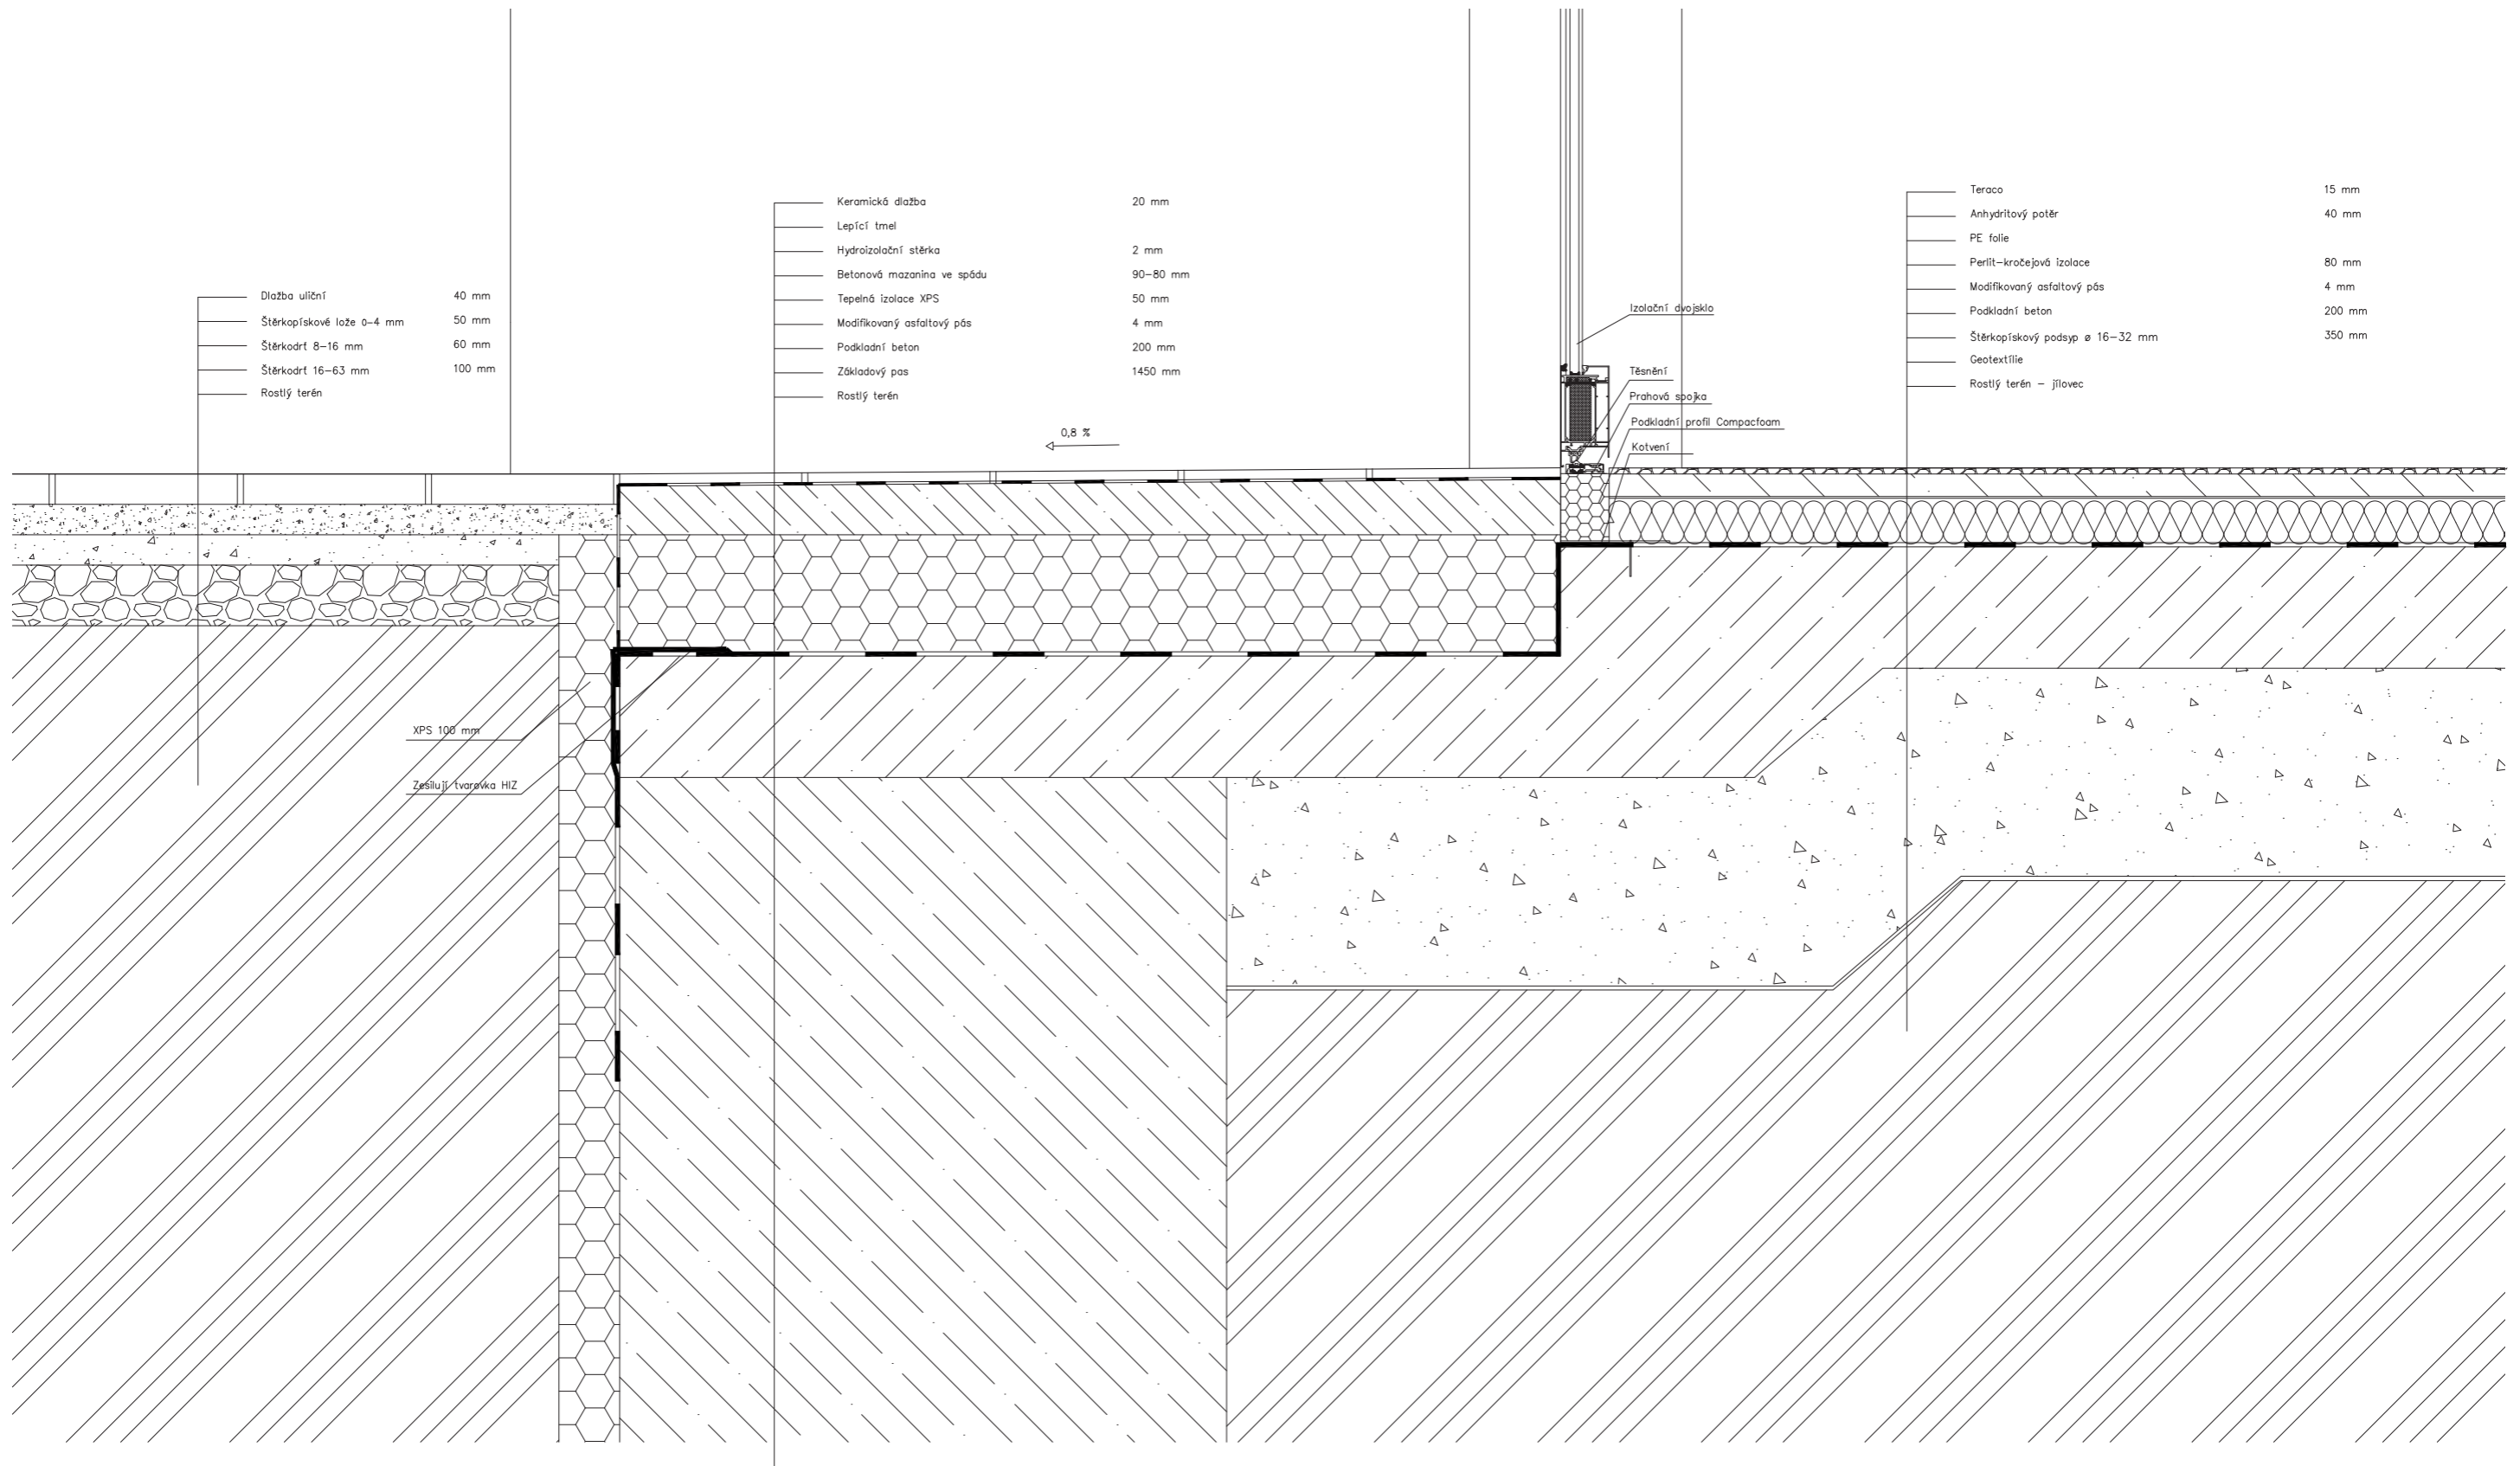 Dlažba uliční 40 mm
Štěrkopískové lože 0-4 mm 50 mm
Štěrkodrť 8-16 mm 60 mm
Štěrkodrť 16-63 mm 100 mm
Rostlý terén
Keramická dlažba 20 mm
Lepící tmel
Hydroizolační stěrka 2 mm
Betonová mazanina ve spádu 90-80 mm
Tepelná izolace XPS 50 mm
Modifikovaný asfaltový pás 4 mm
Podkladní beton 200 mm
Základový pas 1450 mm
Rostlý terén
0,8 %
Izolační dvojsklo
Těsnění
Prahová spojka
Podkladní profil Compacfoam
Kotvení
Teraco 15 mm
Anhydritový potěr 40 mm
PE folie
Perlit-kročejová izolace 80 mm
Modifikovaný asfaltový pás 4 mm
Podkladní beton 200 mm
Štěrkopískový podsyp ø 16-32 mm 350 mm
Geotextílie
Rostlý terén - jílovec
XPS 100 mm
Zesílují tvarovka HIZ